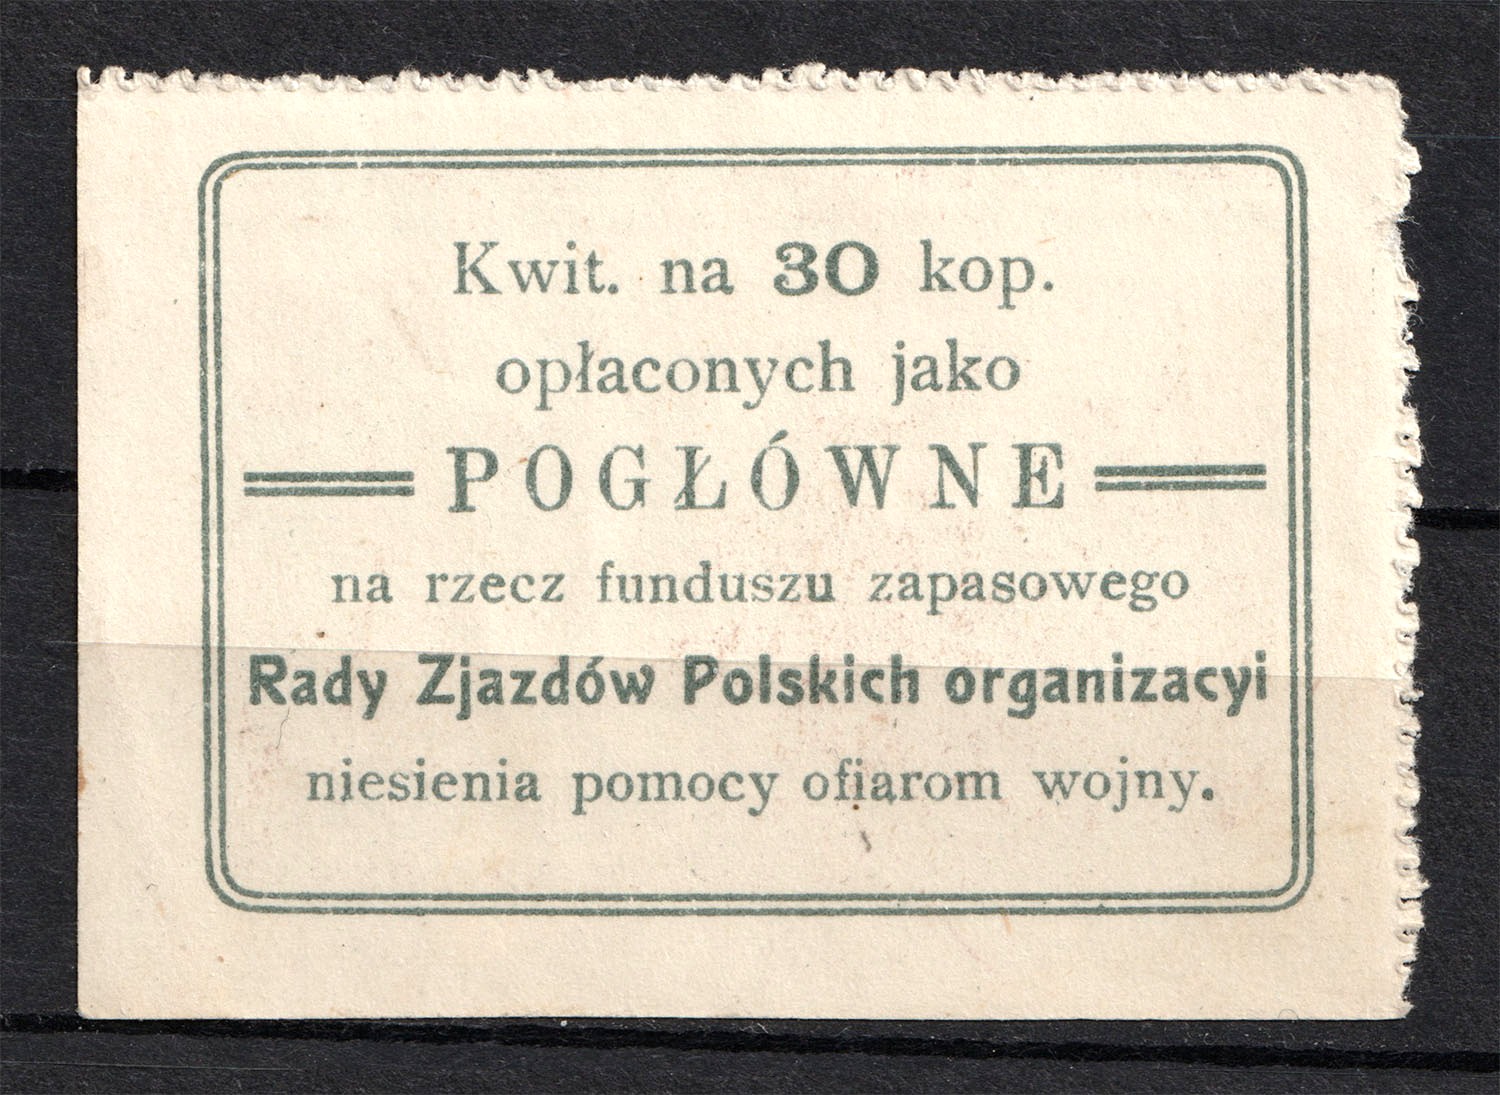 Kwit. na 30 kop.
opłaconych jako
POGŁÓWNE
na rzecz funduszu zapasowego
Rady Zjazdów Polskich organizacyi
niesienia pomocy ofiarom wojny.